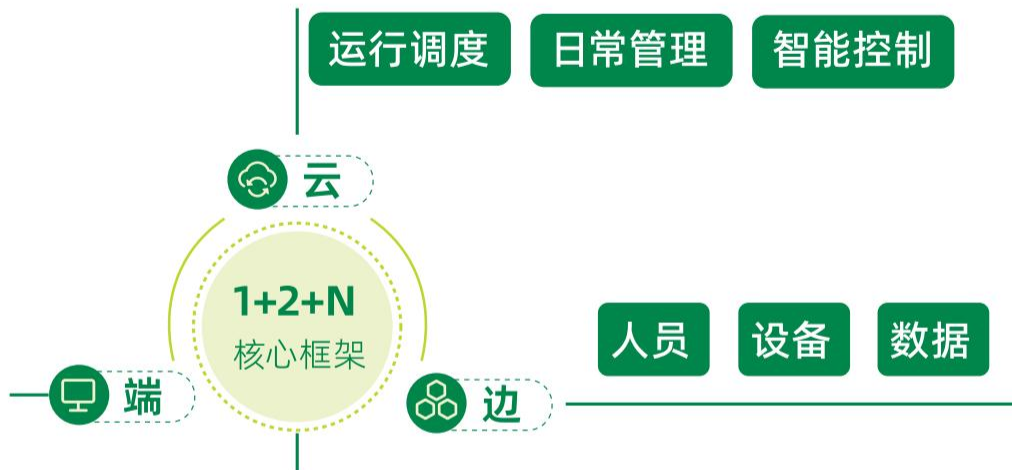 运行调度
日常管理
智能控制
云
1+2+N
核心框架
人员
设备
数据
端
边